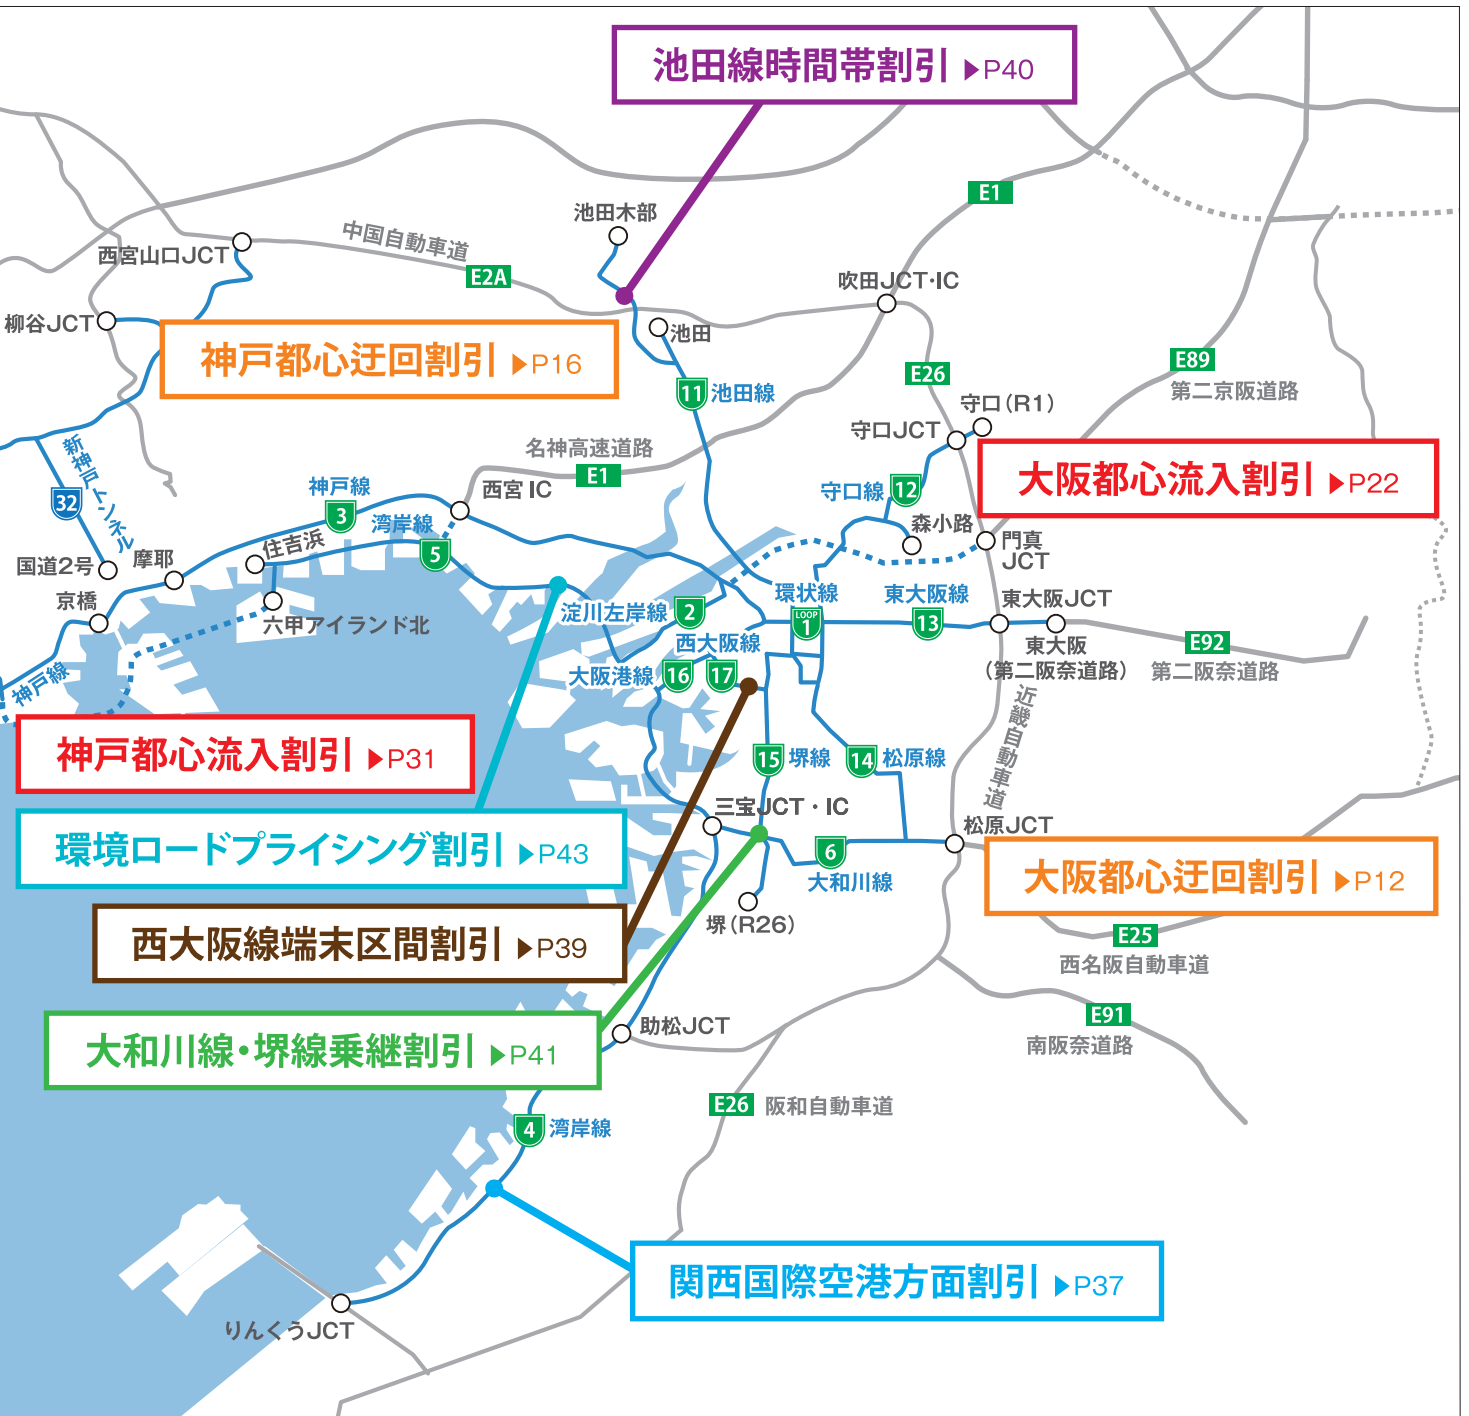 池田線時間帯割引 ▶P40
E1
池田木部
中国自動車道
西宮山口JCT
E2A
吹田JCT・IC
柳谷JCT
池田
神戸都心迂回割引 ▶P16
E26
E89
第二京阪道路
11 池田線
守口(R1)
守口JCT
名神高速道路
E1
大阪都心流入割引 ▶P22
新神戸トンネル
32
神戸線
3
西宮 IC
守口線 12
湾岸線
5
森小路
門真
JCT
住吉浜
摩耶
国道2号
京橋
六甲アイランド北
淀川左岸線 2
環状線
LOOP
1
東大阪線
13
東大阪JCT
東大阪
(第二阪奈道路)
E92
第二阪奈道路
西大阪線
大阪港線 16 17
神戸線
近畿自動車道
神戸都心流入割引 ▶P31
15 堺線
14 松原線
三宝JCT・IC
松原JCT
環境ロードプライシング割引 ▶P43
6
大和川線
大阪都心迂回割引 ▶P12
堺(R26)
西大阪線端末区間割引 ▶P39
E25
西名阪自動車道
E91
南阪奈道路
助松JCT
大和川線・堺線乗継割引 ▶P41
E26 阪和自動車道
4 湾岸線
関西国際空港方面割引 ▶P37
りんくうJCT